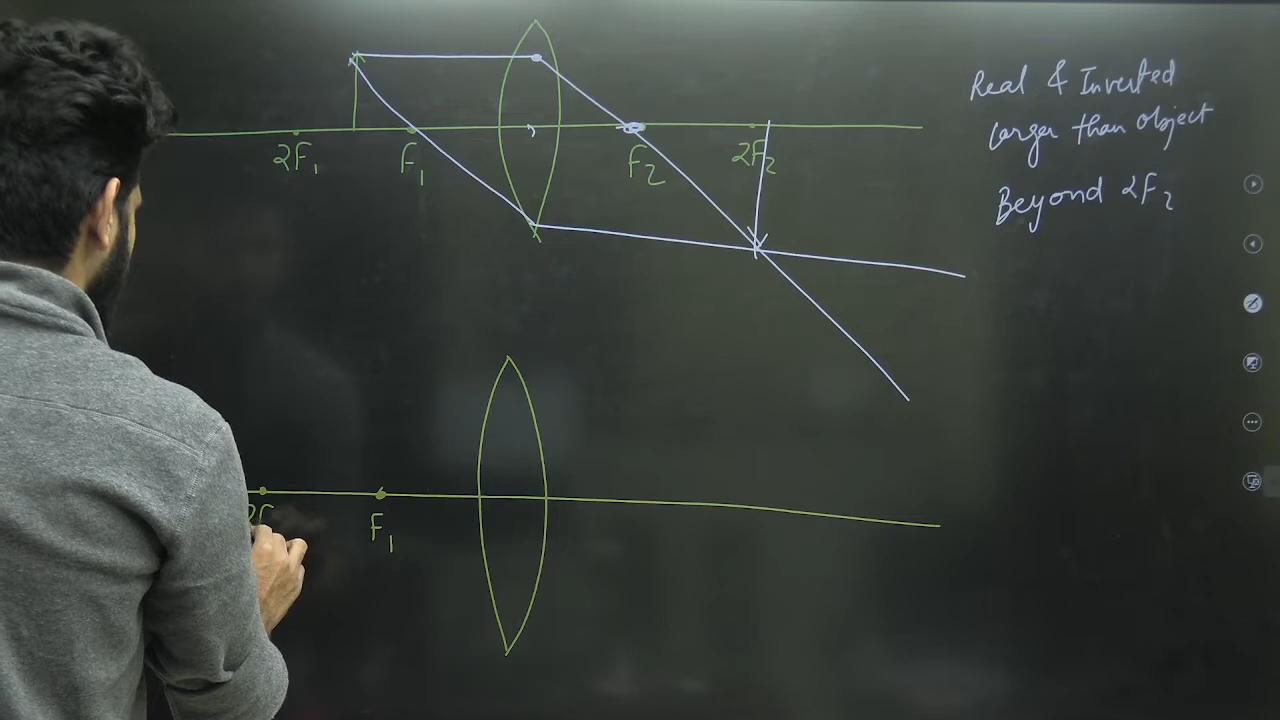 Real & Inverted
Larger than object
Beyond 2F₂
2F₁
F₁
F₂
2F₂
F₁